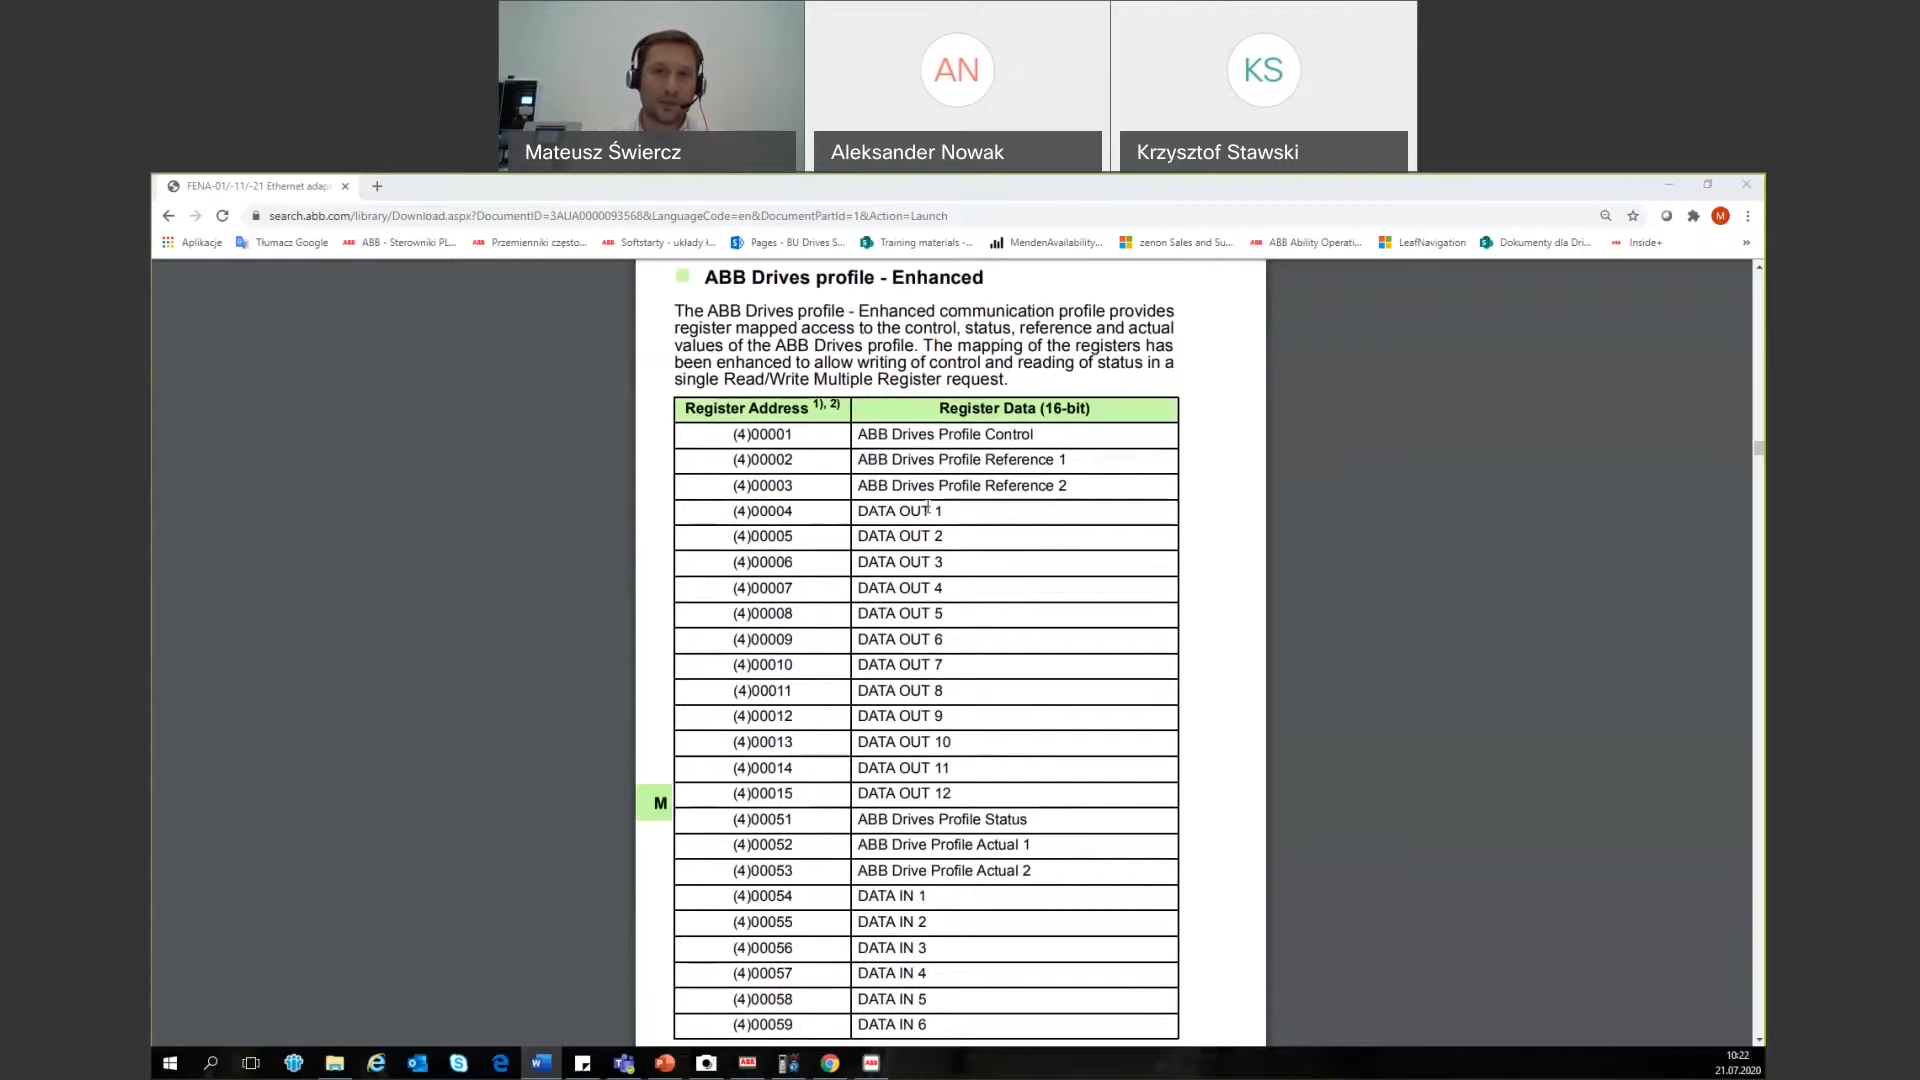 AN
KS
Mateusz Świercz
Aleksander Nowak
Krzysztof Stawski
FENA-01/-11/-21 Ethernet adap
search.abb.com/library/Download.aspx?DocumentID=3AUA0000093568&LanguageCode=en&DocumentPartId=1&Action=Launch
M
Aplikacje
Tłumacz Google
ABB - Sterowniki PL...
Przemienniki często...
Softstarty - układy ł...
Pages - BU Drives S...
Training materials -...
MendenAvailability...
zenon Sales and Su...
ABB Ability Operati...
LeafNavigation
Dokumenty dla Dri...
Inside+
»
ABB Drives profile - Enhanced
The ABB Drives profile - Enhanced communication profile provides
register mapped access to the control, status, reference and actual
values of the ABB Drives profile. The mapping of the registers has
been enhanced to allow writing of control and reading of status in a
single Read/Write Multiple Register request.
Register Address 1), 2) Register Data (16-bit)
(4)00001 ABB Drives Profile Control
(4)00002 ABB Drives Profile Reference 1
(4)00003 ABB Drives Profile Reference 2
(4)00004 DATA OUT 1
(4)00005 DATA OUT 2
(4)00006 DATA OUT 3
(4)00007 DATA OUT 4
(4)00008 DATA OUT 5
(4)00009 DATA OUT 6
(4)00010 DATA OUT 7
(4)00011 DATA OUT 8
(4)00012 DATA OUT 9
(4)00013 DATA OUT 10
(4)00014 DATA OUT 11
(4)00015 DATA OUT 12
M
(4)00051 ABB Drives Profile Status
(4)00052 ABB Drive Profile Actual 1
(4)00053 ABB Drive Profile Actual 2
(4)00054 DATA IN 1
(4)00055 DATA IN 2
(4)00056 DATA IN 3
(4)00057 DATA IN 4
(4)00058 DATA IN 5
(4)00059 DATA IN 6
10:22
21.07.2020